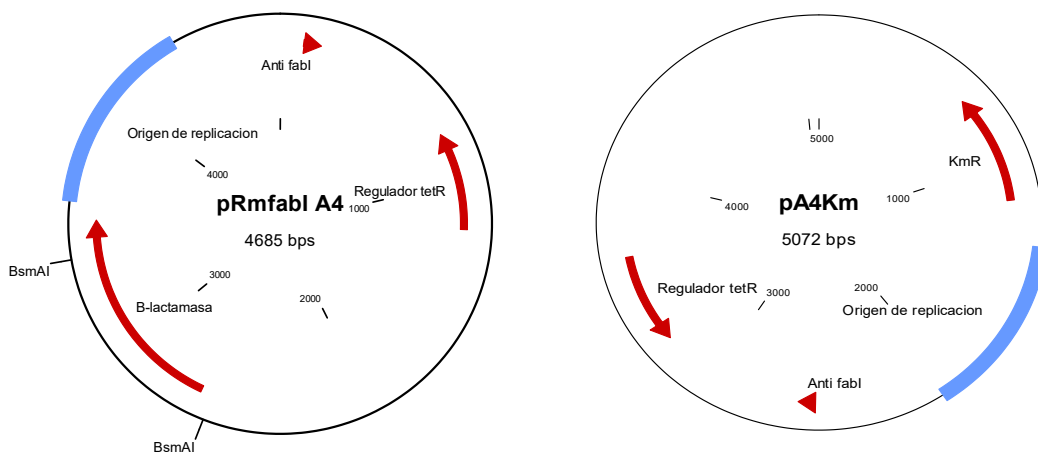 Anti fabI
Origen de replicacion
4000
pRmfabI A4
4685 bps
Regulador tetR
1000
BsmAI
3000
B-lactamasa
2000
BsmAI
5000
KmR
1000
4000
pA4Km
5072 bps
Regulador tetR
3000
2000
Origen de replicacion
Anti fabI